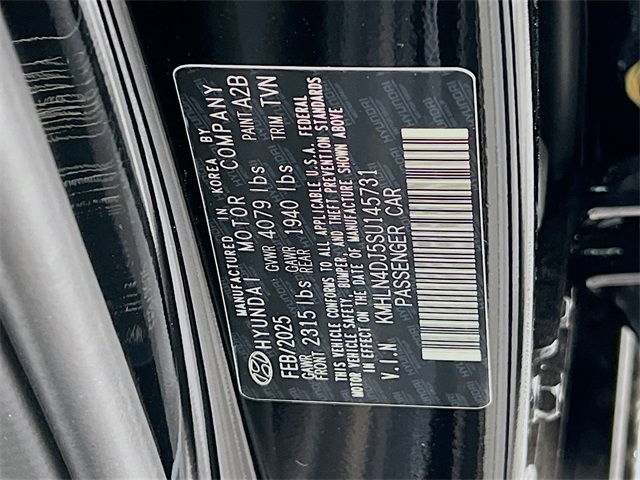 MANUFACTURED IN KOREA BY
HYUNDAI MOTOR COMPANY
FEB/2025 GVWR 4079 lbs PAINT A2B
GAWR FRONT 2315 lbs GAWR REAR 1940 lbs TRIM TVN
THIS VEHICLE CONFORMS TO ALL APPLICABLE U.S.A. FEDERAL
MOTOR VEHICLE SAFETY, BUMPER, AND THEFT PREVENTION STANDARDS
IN EFFECT ON THE DATE OF MANUFACTURE SHOWN ABOVE
V.I.N KMHLN4DJ5SU145731
PASSENGER CAR